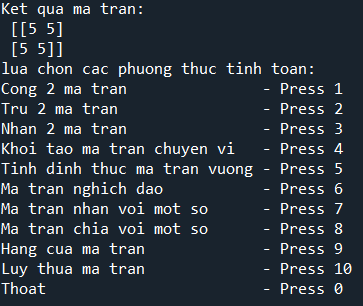 Ket qua ma tran:
[[5 5]
[5 5]]
lua chon cac phuong thuc tinh toan:
Cong 2 ma tran - Press 1
Tru 2 ma tran - Press 2
Nhan 2 ma tran - Press 3
Khoi tao ma tran chuyen vi - Press 4
Tinh dinh thuc ma tran vuong - Press 5
Ma tran nghich dao - Press 6
Ma tran nhan voi mot so - Press 7
Ma tran chia voi mot so - Press 8
Hang cua ma tran - Press 9
Luy thua ma tran - Press 10
Thoat - Press 0